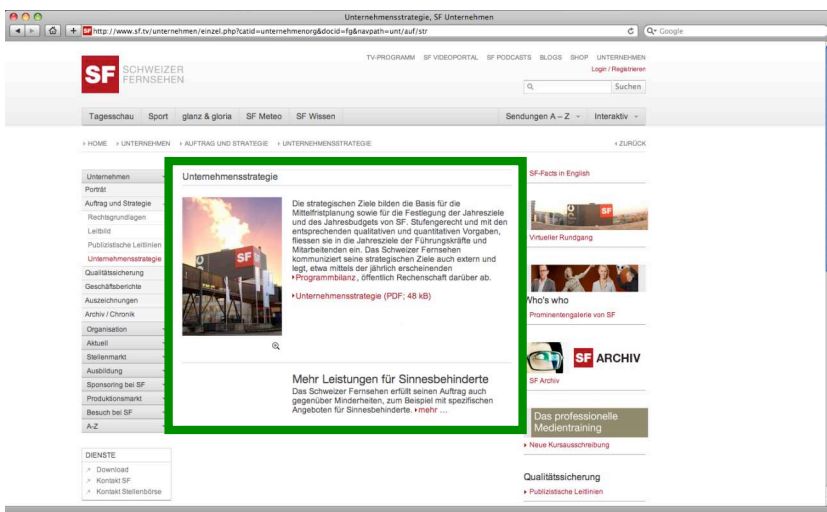 Unternehmensstrategie, SF Unternehmen
http://www.sf.tv/unternehmen/einzel.php?catid=unternehmenorg&docid=fg&navpath=unt/auf/str
Google
TV-PROGRAMM SF VIDEOPORTAL SF PODCASTS BLOGS SHOP UNTERNEHMEN
Login / Registrieren
SF SCHWEIZER
FERNSEHEN
Suchen
Tagesschau Sport glanz & gloria SF Meteo SF Wissen Sendungen A – Z Interaktiv
HOME UNTERNEHMEN AUFTRAG UND STRATEGIE UNTERNEHMENSSTRATEGIE ZURÜCK
Unternehmen
Porträt
Auftrag und Strategie
Rechtsgrundlagen
Leitbild
Publizistische Leitlinien
Unternehmensstrategie
Qualitätssicherung
Geschäftsberichte
Auszeichnungen
Archiv / Chronik
Organisation
Aktuell
Stellenmarkt
Ausbildung
Sponsoring bei SF
Produktionsmarkt
Besuch bei SF
A-Z
DIENSTE
Download
Kontakt SF
Kontakt Stellenbörse
Unternehmensstrategie
SF
Die strategischen Ziele bilden die Basis für die
Mittelfristplanung sowie für die Festlegung der Jahresziele
und des Jahresbudgets von SF. Stufengerecht und mit den
entsprechenden qualitativen und quantitativen Vorgaben,
fliessen sie in die Jahresziele der Führungskräfte und
Mitarbeitenden ein. Das Schweizer Fernsehen
kommuniziert seine strategischen Ziele auch extern und
legt, etwa mittels der jährlich erscheinenden
Programmbilanz, öffentlich Rechenschaft darüber ab.
Unternehmensstrategie (PDF; 48 kB)
Mehr Leistungen für Sinnesbehinderte
Das Schweizer Fernsehen erfüllt seinen Auftrag auch
gegenüber Minderheiten, zum Beispiel mit spezifischen
Angeboten für Sinnesbehinderte. mehr ...
SF-Facts in English
SF
Virtueller Rundgang
Who's who
Prominentengalerie von SF
SF ARCHIV
SF Archiv
Das professionelle
Medientraining
Neue Kursausschreibung
Qualitätssicherung
Publizistische Leitlinien